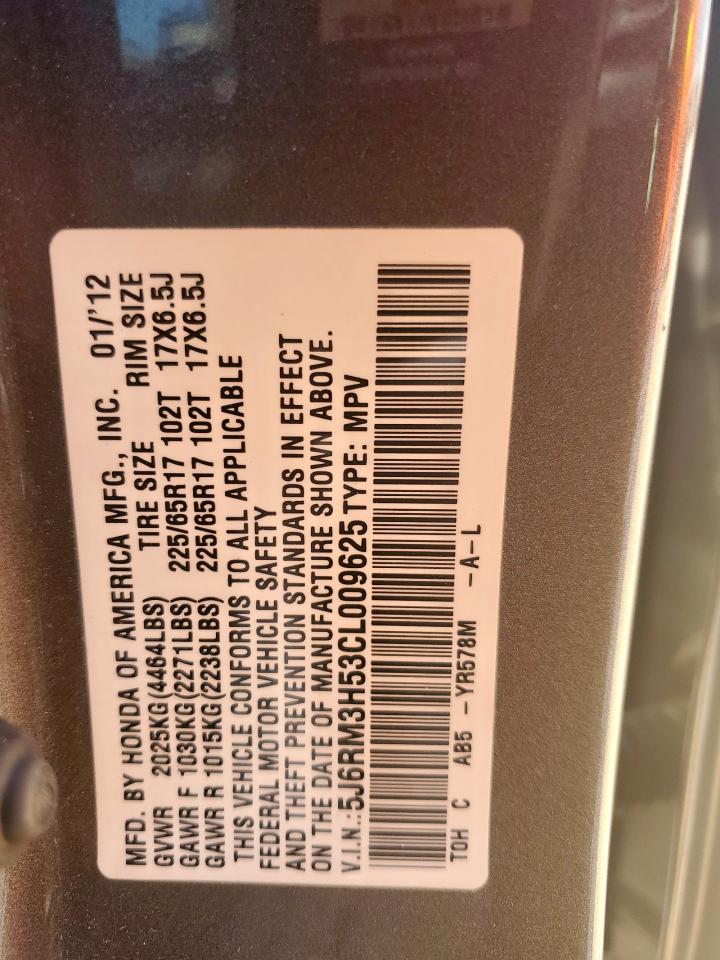 MFD. BY HONDA OF AMERICA MFG., INC. 01/'12
GVWR 2025KG(4464LBS) TIRE SIZE RIM SIZE
GAWR F 1030KG(2271LBS) 225/65R17 102T 17X6.5J
GAWR R 1015KG(2238LBS) 225/65R17 102T 17X6.5J
THIS VEHICLE CONFORMS TO ALL APPLICABLE
FEDERAL MOTOR VEHICLE SAFETY
AND THEFT PREVENTION STANDARDS IN EFFECT
ON THE DATE OF MANUFACTURE SHOWN ABOVE.
V.I.N.:5J6RM3H53CL009625 TYPE: MPV
TOH C AB5 -YR578M -A-L